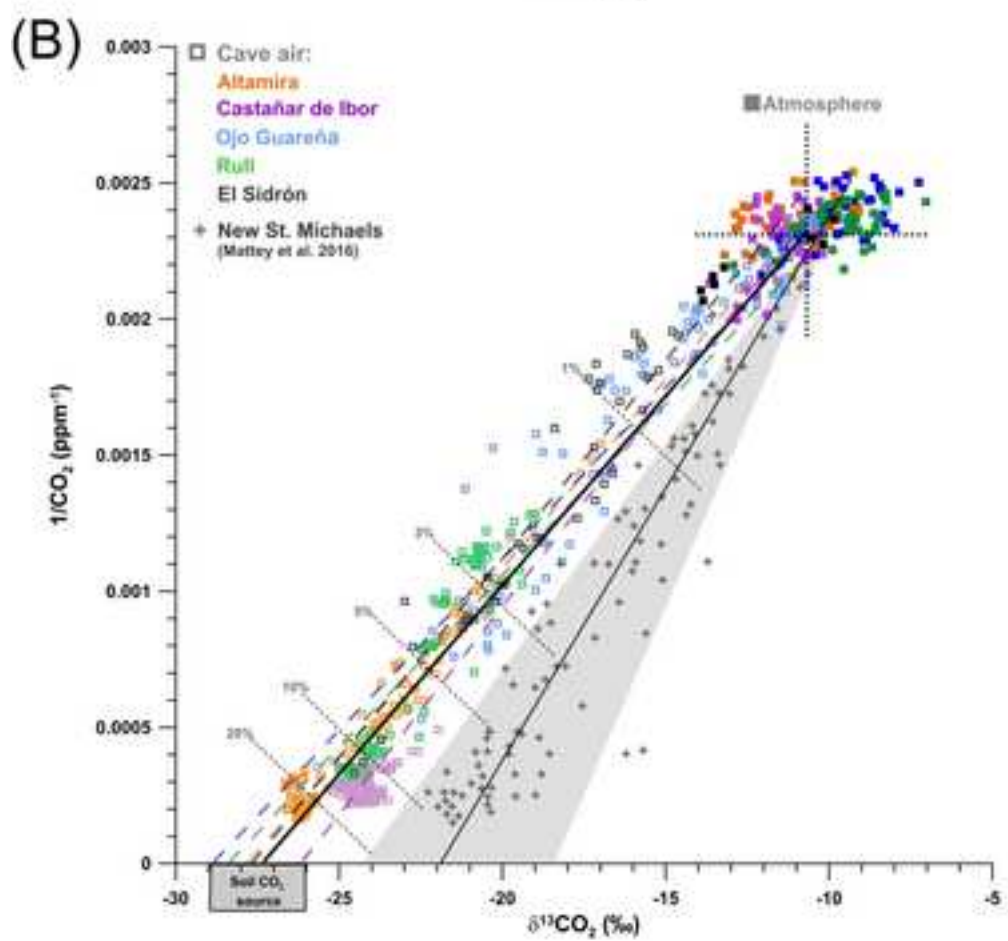 (B)
0.003
Cave air:
Altamira
Castañar de Ibor
Ojo Guareña
Rull
El Sidrón
New St. Michaels
(Mattey et al. 2016)
Atmosphere
0.0025
0.002
0.0015
0.001
0.0005
0
1/CO₂ (ppm⁻¹)
1%
3%
5%
10%
20%
-30
-25
-20
-15
-10
-5
Soil CO₂
source
δ¹³CO₂ (‰)